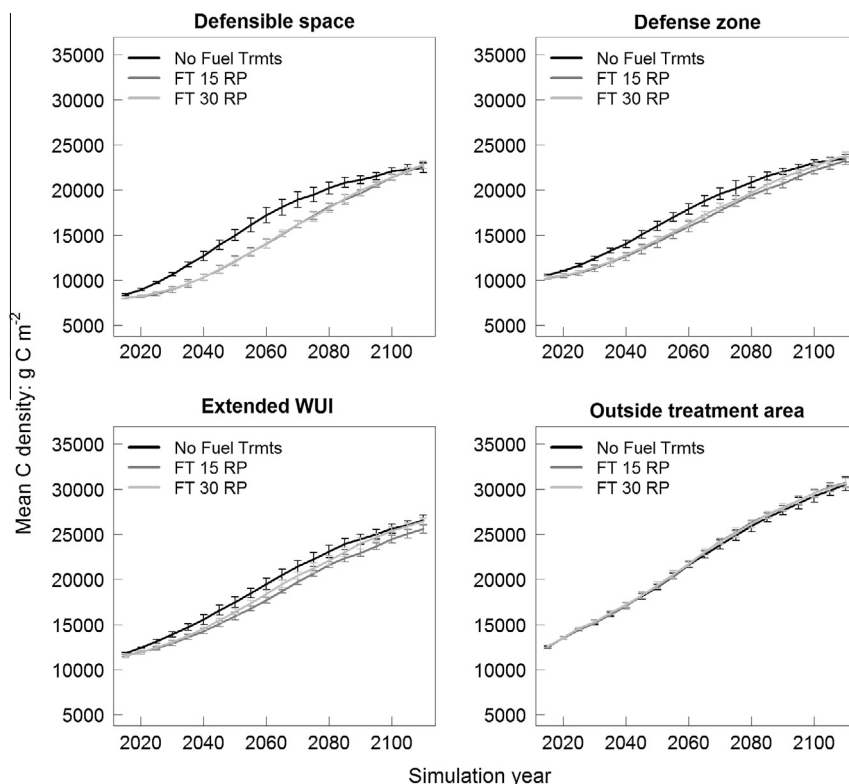 Defensible space
35000
30000
25000
20000
15000
10000
5000
No Fuel Trmts
FT 15 RP
FT 30 RP
2020 2040 2060 2080 2100
Defense zone
35000
30000
25000
20000
15000
10000
5000
No Fuel Trmts
FT 15 RP
FT 30 RP
2020 2040 2060 2080 2100
Extended WUI
35000
30000
25000
20000
15000
10000
5000
No Fuel Trmts
FT 15 RP
FT 30 RP
2020 2040 2060 2080 2100
Outside treatment area
35000
30000
25000
20000
15000
10000
5000
No Fuel Trmts
FT 15 RP
FT 30 RP
2020 2040 2060 2080 2100
Mean C density: g C m⁻²
Simulation year